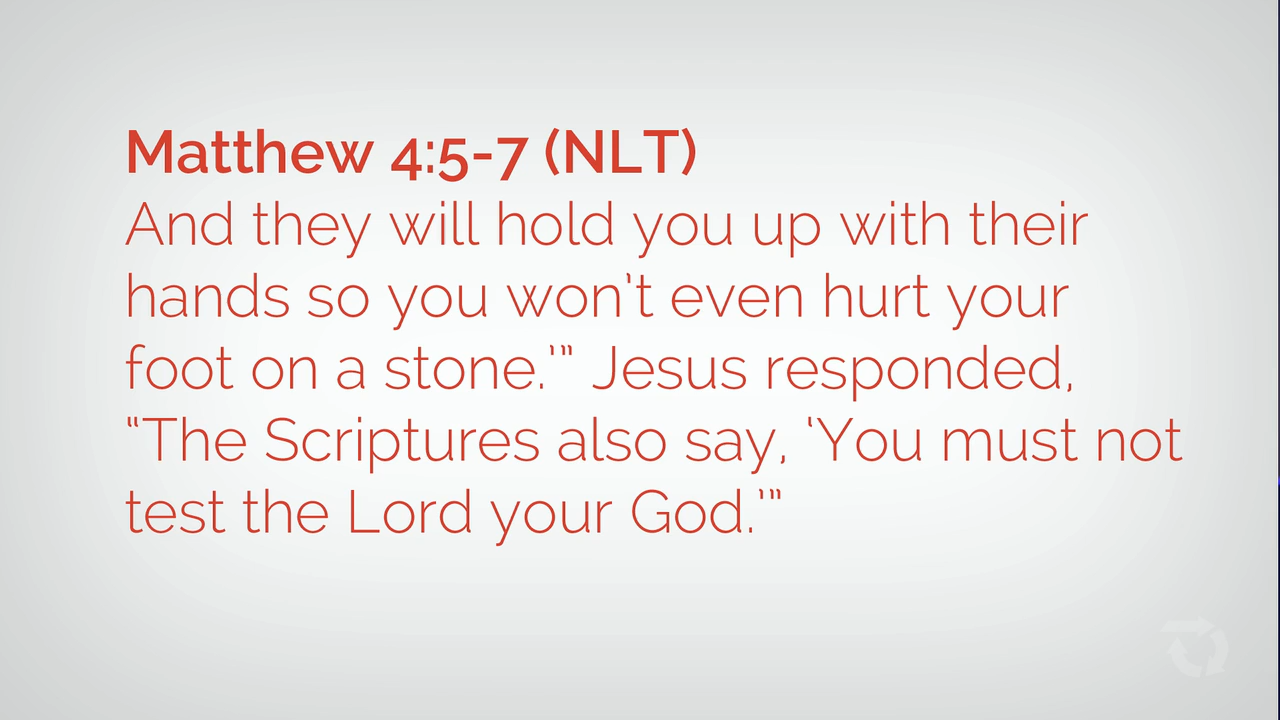 Matthew 4:5-7 (NLT)
And they will hold you up with their
hands so you won’t even hurt your
foot on a stone.’” Jesus responded,
“The Scriptures also say, ‘You must not
test the Lord your God.’”